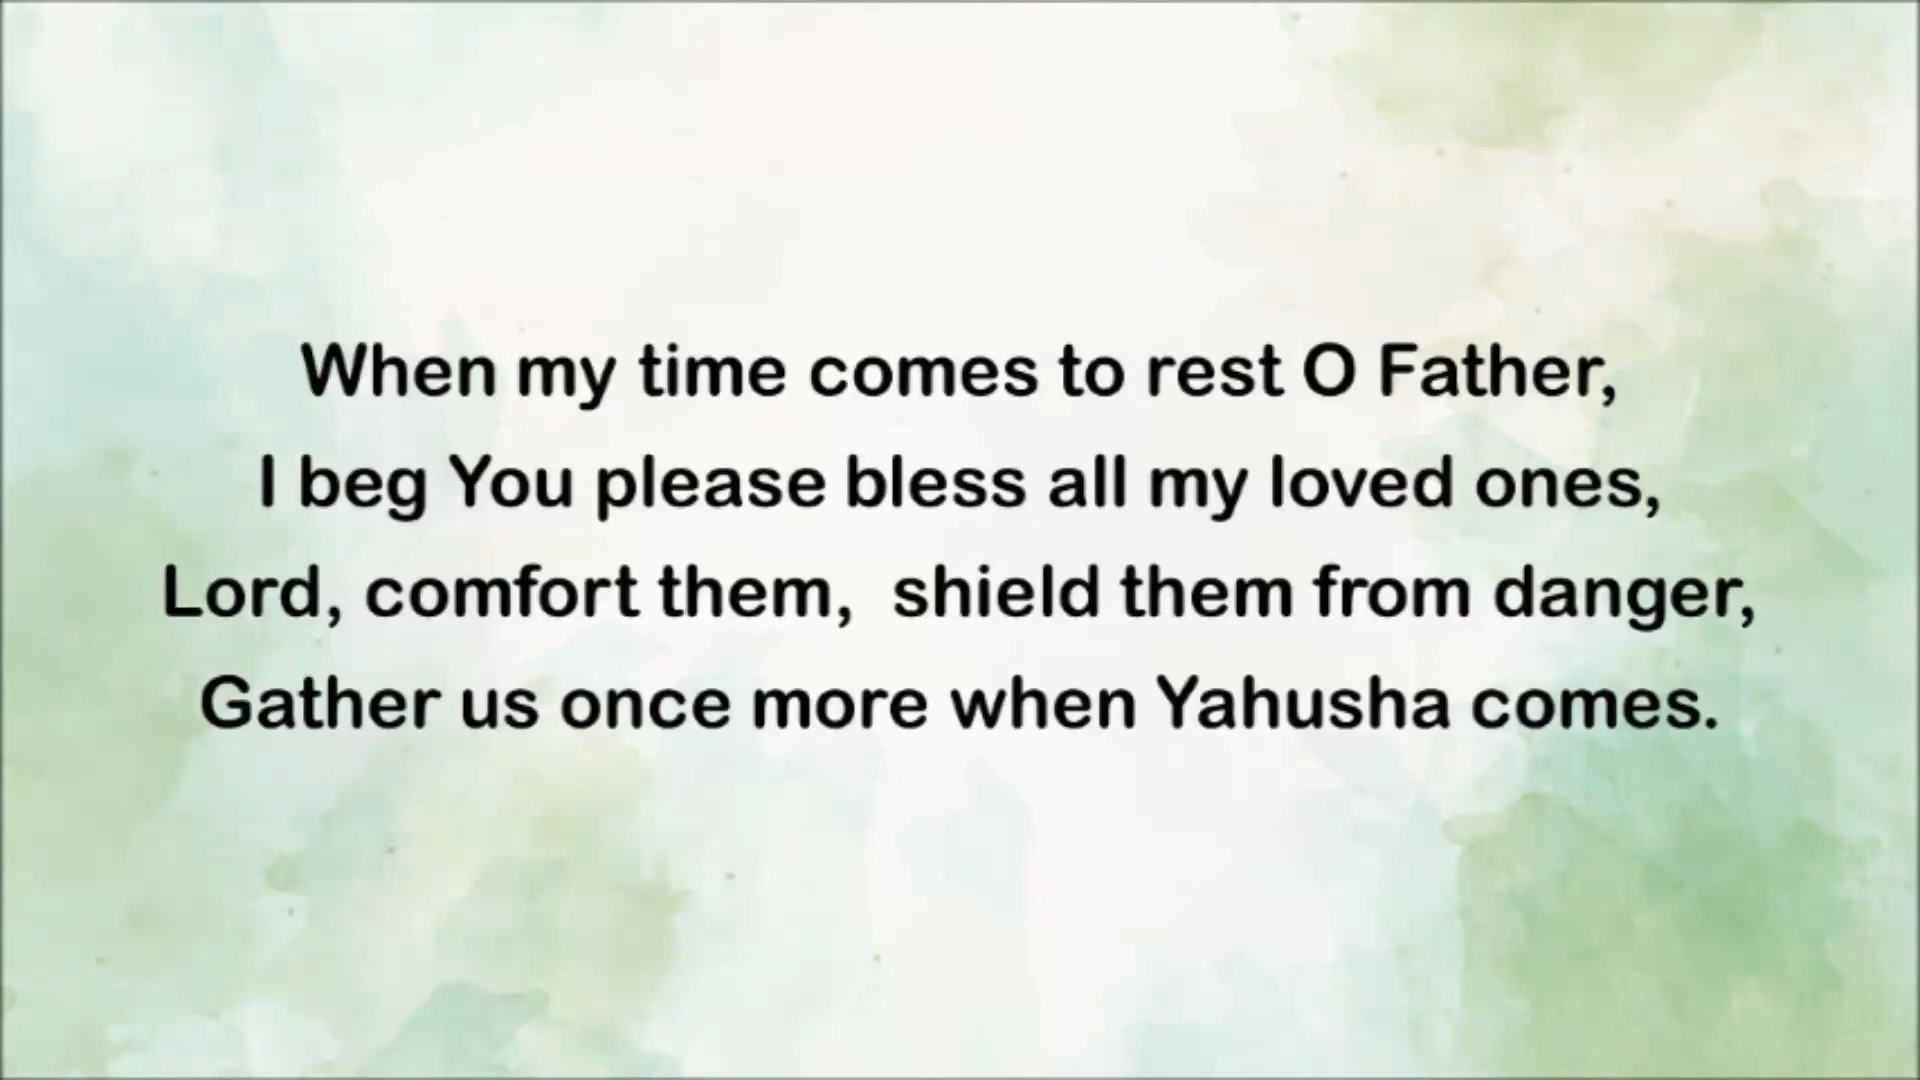 When my time comes to rest O Father,
I beg You please bless all my loved ones,
Lord, comfort them,  shield them from danger,
Gather us once more when Yahusha comes.